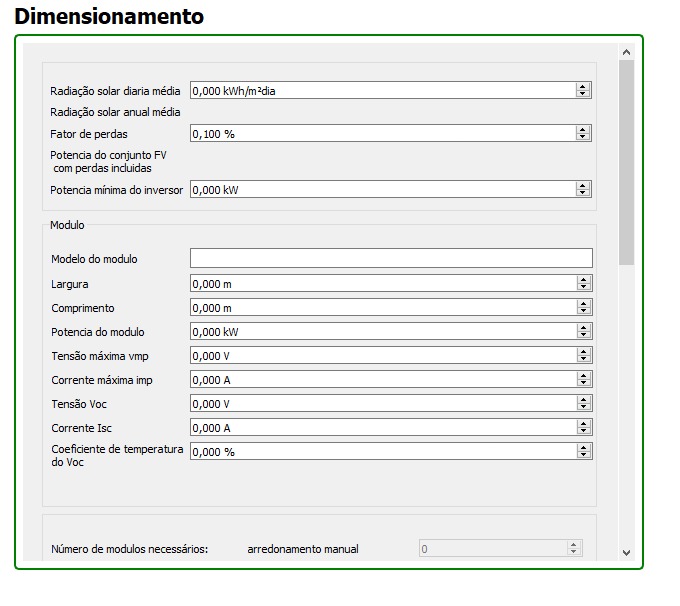 Dimensionamento
Radiação solar diaria média 0,000 kWh/m²dia
Radiação solar anual média
Fator de perdas 0,100 %
Potencia do conjunto FV
com perdas incluidas
Potencia mínima do inversor 0,000 kW
Modulo
Modelo do modulo
Largura 0,000 m
Comprimento 0,000 m
Potencia do modulo 0,000 kW
Tensão máxima vmp 0,000 V
Corrente máxima imp 0,000 A
Tensão Voc 0,000 V
Corrente Isc 0,000 A
Coeficiente de temperatura 0,000 %
do Voc
Número de modulos necessários: arredonamento manual 0